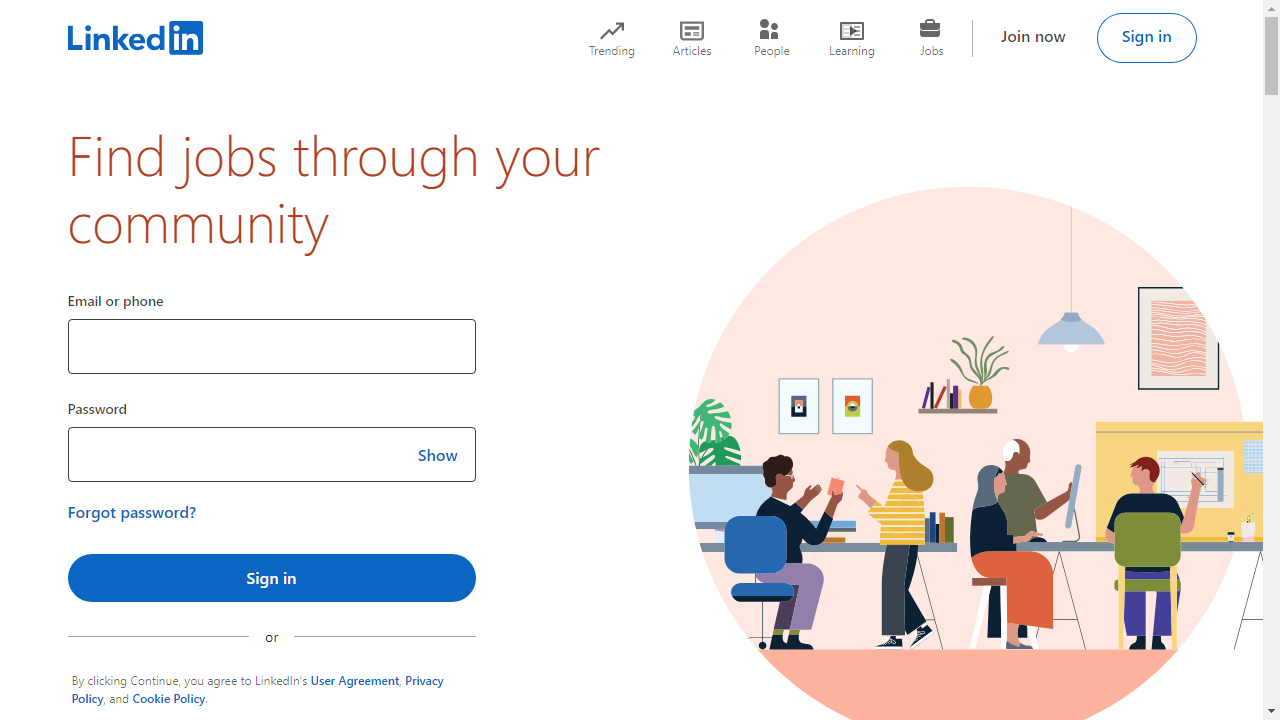 Linked in
Trending
Articles
People
Learning
Jobs
Join now
Sign in
Find jobs through your
community
Email or phone
Password
Show
Forgot password?
Sign in
or
By clicking Continue, you agree to LinkedIn's User Agreement, Privacy
Policy, and Cookie Policy.